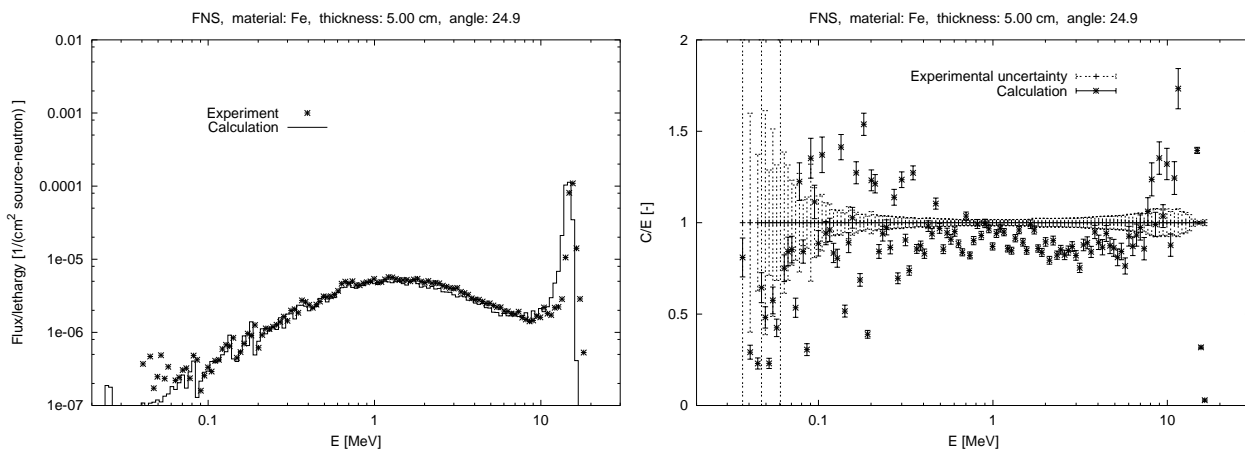 FNS, material: Fe, thickness: 5.00 cm, angle: 24.9
0.01
0.001
0.0001
1e-05
1e-06
1e-07
Flux/lethargy [1/(cm² source-neutron) ]
Experiment
Calculation
0.1
1
10
E [MeV]
FNS, material: Fe, thickness: 5.00 cm, angle: 24.9
2
1.5
1
0.5
0
C/E [-]
Experimental uncertainty
Calculation
0.1
1
10
E [MeV]